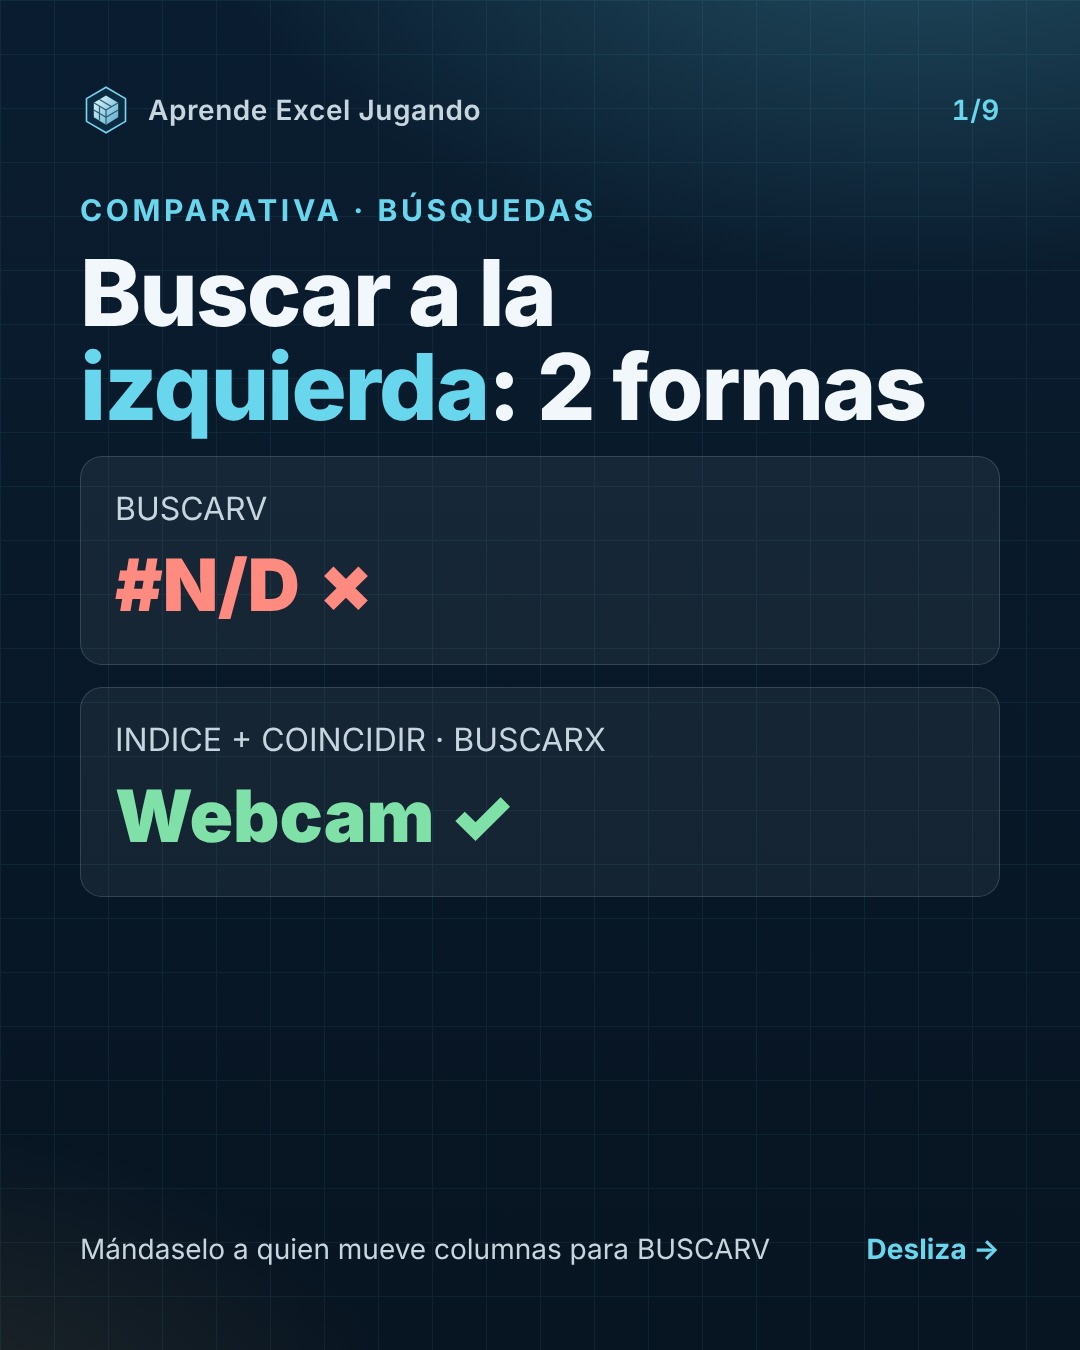 Aprende Excel Jugando
1/9
COMPARATIVA · BÚSQUEDAS
Buscar a la
izquierda: 2 formas
BUSCARV
#N/D ✖
INDICE + COINCIDIR · BUSCARX
Webcam ✔
Mándaselo a quien mueve columnas para BUSCARV
Desliza →